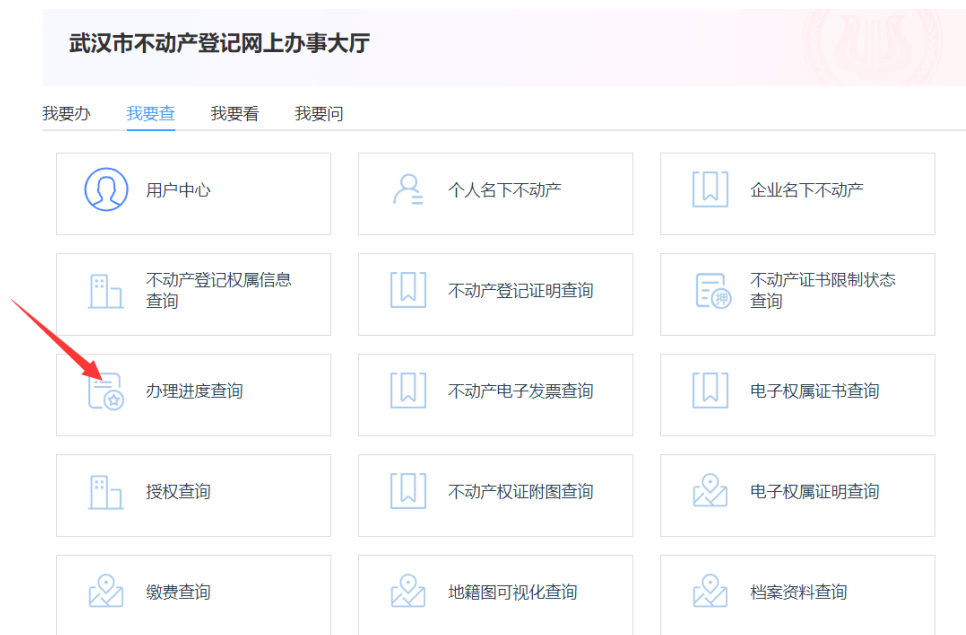 武汉市不动产登记网上办事大厅
我要办 我要查 我要看 我要问
用户中心
个人名下不动产
企业名下不动产
不动产登记权属信息
查询
不动产登记证明查询
不动产证书限制状态
查询
押
办理进度查询
不动产电子发票查询
电子权属证书查询
授权查询
不动产权证附图查询
电子权属证明查询
缴费查询
地籍图可视化查询
档案资料查询